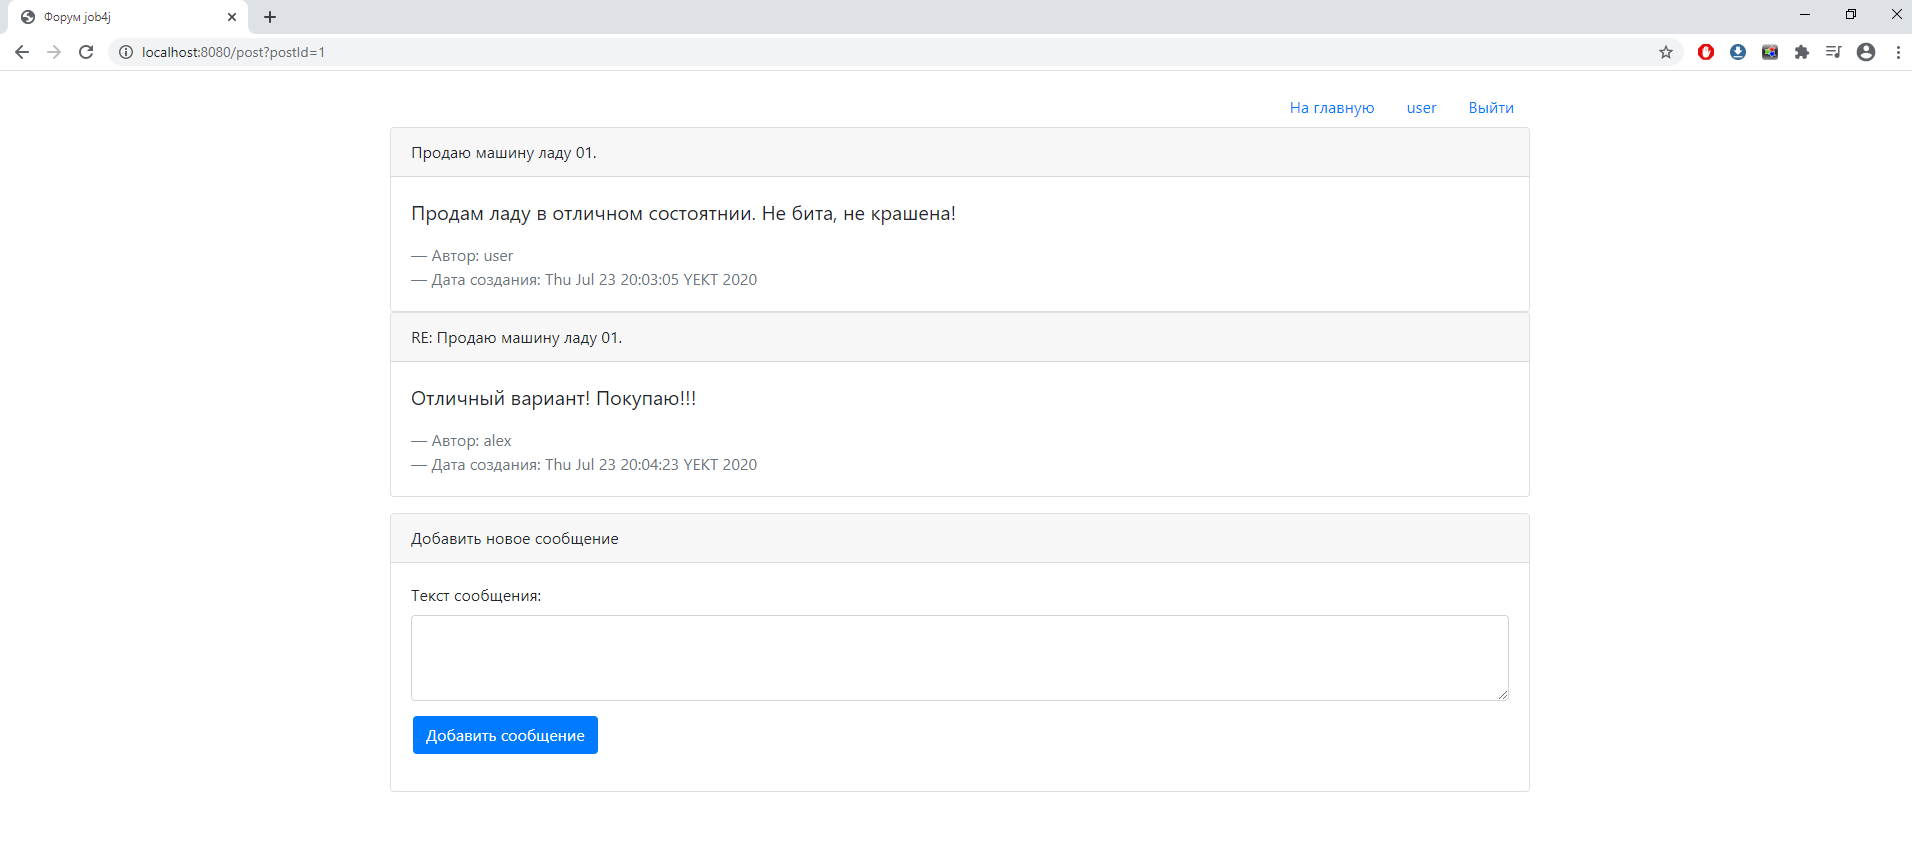 Форум job4j
localhost:8080/post?postId=1
На главную user Выйти
Продаю машину ладу 01.
Продам ладу в отличном состоятнии. Не бита, не крашена!
— Автор: user
— Дата создания: Thu Jul 23 20:03:05 YEKT 2020
RE: Продаю машину ладу 01.
Отличный вариант! Покупаю!!!
— Автор: alex
— Дата создания: Thu Jul 23 20:04:23 YEKT 2020
Добавить новое сообщение
Текст сообщения:
Добавить сообщение